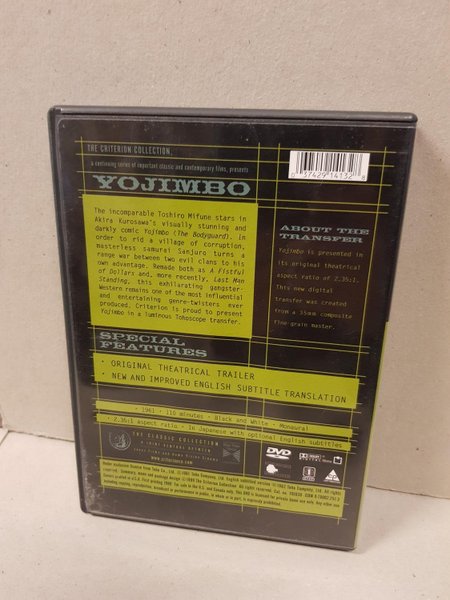 THE CRITERION COLLECTION,
a continuing series of important classic and contemporary films, presents
YOJIMBO
The incomparable Toshiro Mifune stars in
Akira Kurosawa's visually stunning and
darkly comic Yojimbo (The Bodyguard). In
order to rid a village of corruption,
masterless samurai Sanjuro turns a
range war between two evil clans to his
own advantage. Remade both as A Fistful
of Dollars and, more recently, Last Man
Standing, this exhilarating gangster-
Western remains one of the most influential
and entertaining genre-twisters ever
produced. Criterion is proud to present
Yojimbo in a luminous Tohoscope transfer.
37429 14132
ABOUT THE
TRANSFER
Yojimbo is presented in
its original theatrical
aspect ratio of 2.35:1.
This new digital
transfer was created
from a 35mm composite
fine-grain master.
SPECIAL
FEATURES
· ORIGINAL THEATRICAL TRAILER
· NEW AND IMPROVED ENGLISH SUBTITLE TRANSLATION
· 1961 · 110 minutes · Black and White · Monaural
· 2.35:1 aspect ratio · In Japanese with optional English subtitles
THE CLASSIC COLLECTION
DVD